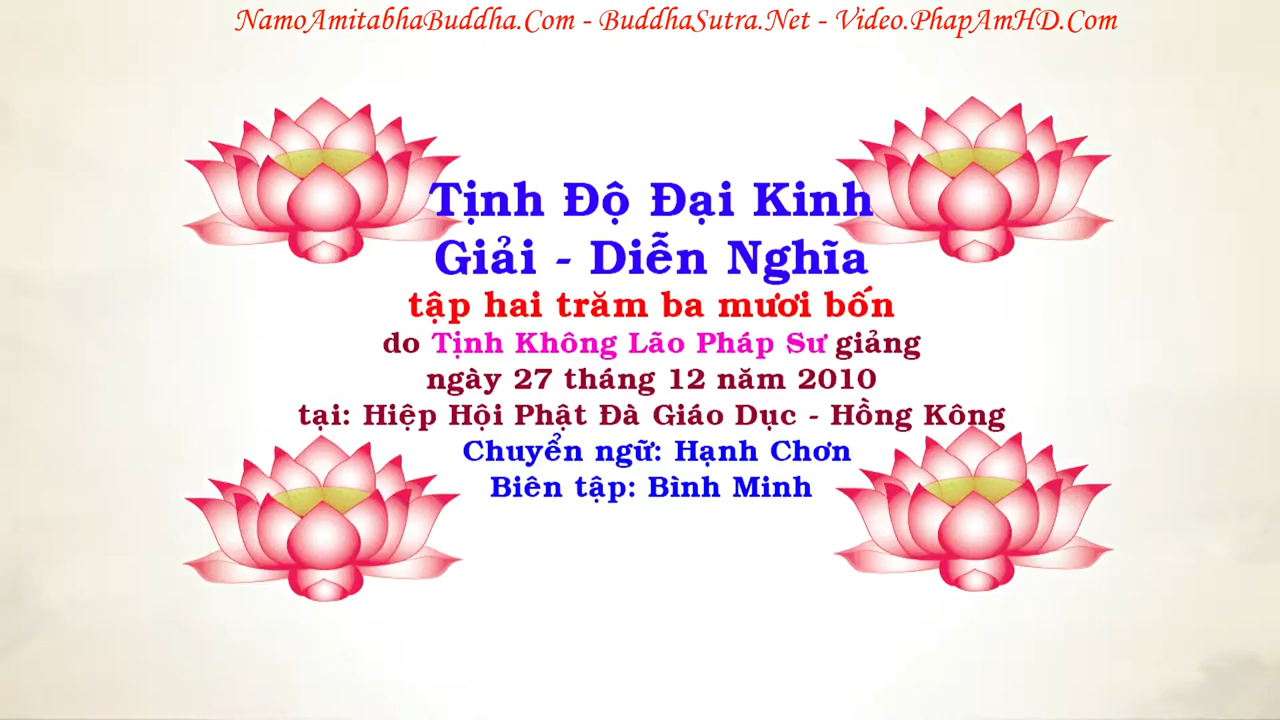 NamoAmitabhaBuddha.Com - BuddhaSutra.Net - Video.PhapAmHD.Com
Tịnh Độ Đại Kinh
Giải - Diễn Nghĩa
tập hai trăm ba mươi bốn
do Tịnh Không Lão Pháp Sư giảng
ngày 27 tháng 12 năm 2010
tại: Hiệp Hội Phật Đà Giáo Dục - Hồng Kông
Chuyển ngữ: Hạnh Chơn
Biên tập: Bình Minh